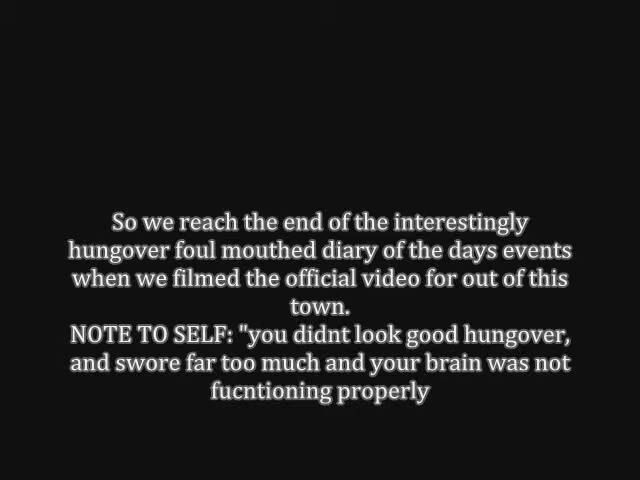 So we reach the end of the interestingly
hungover foul mouthed diary of the days events
when we filmed the official video for out of this
town.
NOTE TO SELF: "you didnt look good hungover,
and swore far too much and your brain was not
fucntioning properly